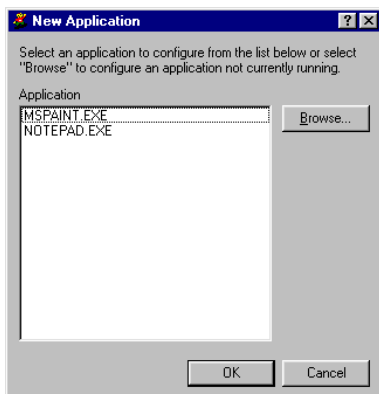 New Application
Select an application to configure from the list
below or select
"Browse" to configure an application not currently
running.
Application
MSPAINT.EXE
Browse...
NOTEPAD.EXE
OK
Cancel